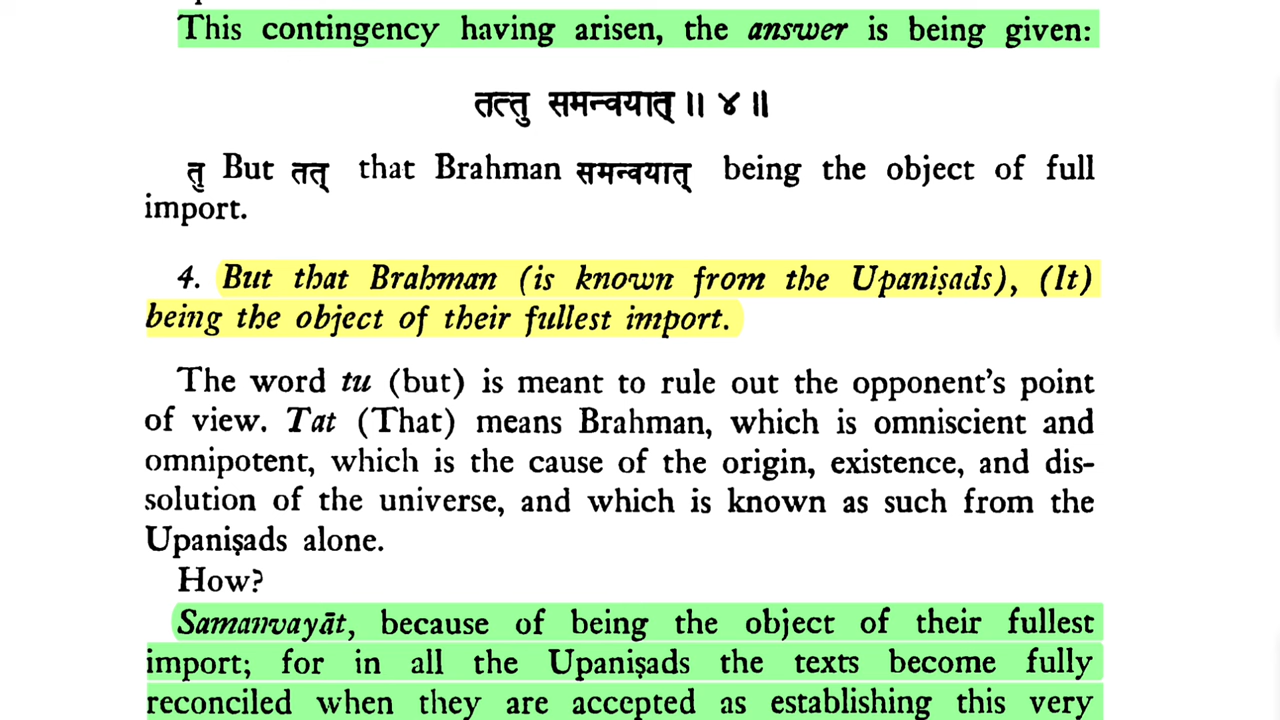 This contingency having arisen, the answer is being given:
तत्तु समन्वयात् ॥ ४ ॥
तु But तत् that Brahman समन्वयात् being the object of full
import.
4. But that Brahman (is known from the Upaniṣads), (It)
being the object of their fullest import.
The word tu (but) is meant to rule out the opponent's point
of view. Tat (That) means Brahman, which is omniscient and
omnipotent, which is the cause of the origin, existence, and dis-
solution of the universe, and which is known as such from the
Upaniṣads alone.
How?
Samanvayāt, because of being the object of their fullest
import; for in all the Upaniṣads the texts become fully
reconciled when they are accepted as establishing this very